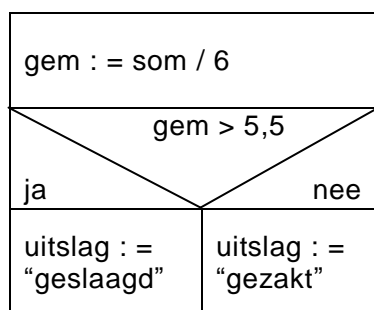 gem : = som / 6
gem > 5,5
ja nee
uitslag : =
“geslaagd”
uitslag : =
“gezakt”